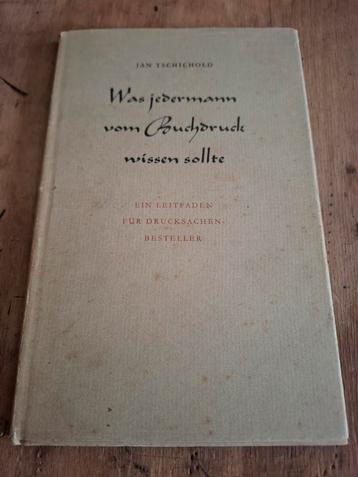 JAN TSCHICHOLD
Was jedermann
vom Buchdruck
wissen sollte
EIN LEITFADEN
FÜR DRUCKSACHEN-
BESTELLER